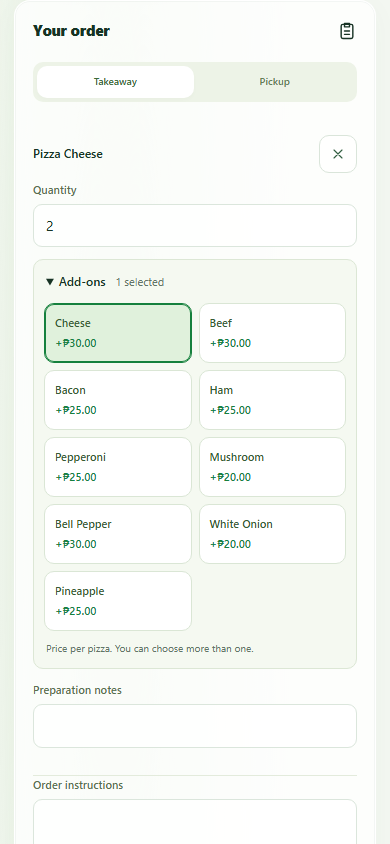 Your order
Takeaway
Pickup
Pizza Cheese
Quantity
2
▼ Add-ons 1 selected
Cheese
+₱30.00
Beef
+₱30.00
Bacon
+₱25.00
Ham
+₱25.00
Pepperoni
+₱25.00
Mushroom
+₱20.00
Bell Pepper
+₱30.00
White Onion
+₱20.00
Pineapple
+₱25.00
Price per pizza. You can choose more than one.
Preparation notes
Order instructions